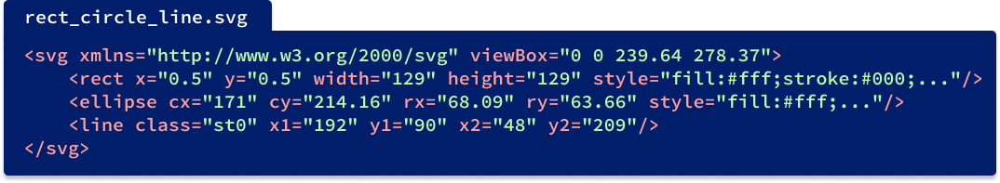 rect_circle_line.svg
<svg xmlns="http://www.w3.org/2000/svg" viewBox="0 0 239.64 278.37">
<rect x="0.5" y="0.5" width="129" height="129" style="fill:#fff;stroke:#000;..."/>
<ellipse cx="171" cy="214.16" rx="68.09" ry="63.66" style="fill:#fff;..."/>
<line class="st0" x1="192" y1="90" x2="48" y2="209"/>
</svg>